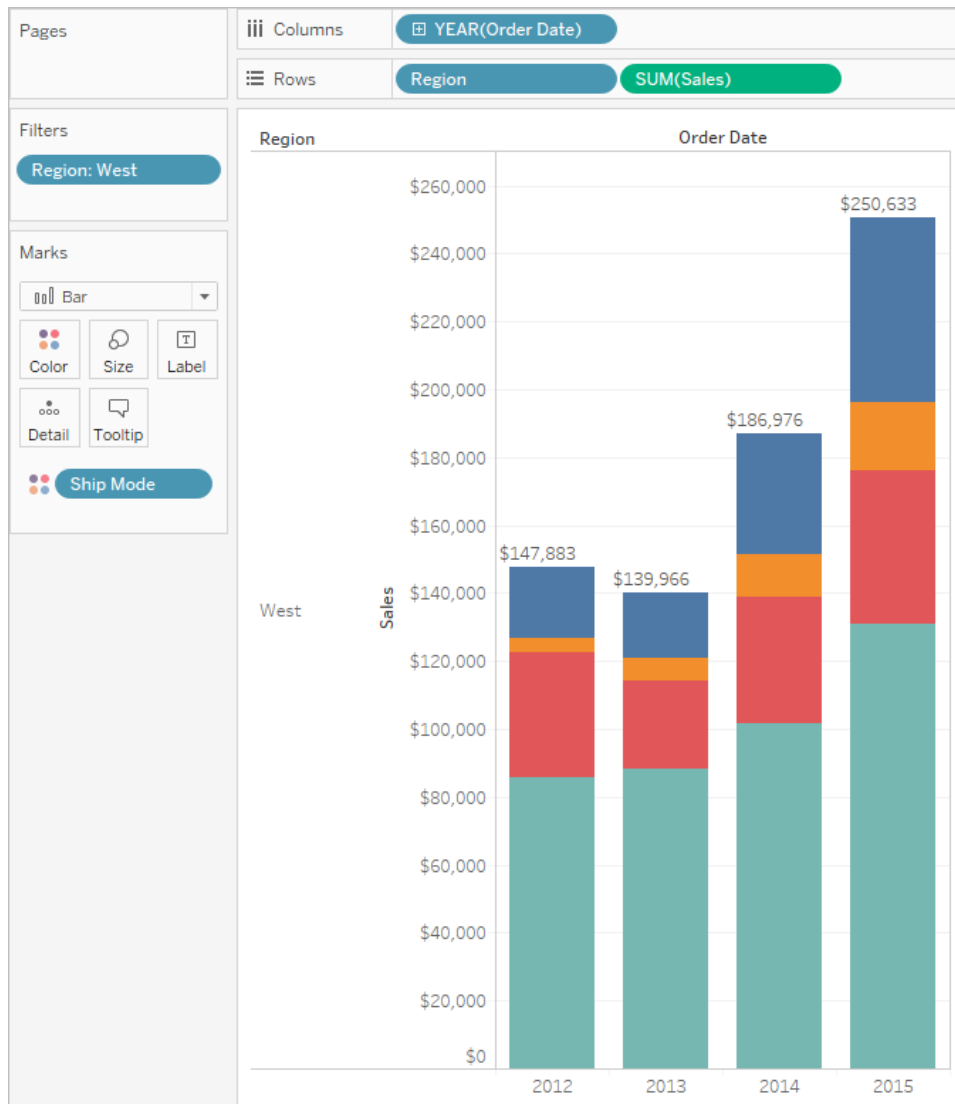 Pages
Columns
YEAR(Order Date)
Rows
Region
SUM(Sales)
Filters
Region: West
Marks
Bar
Color
Size
T
Label
Detail
Tooltip
Ship Mode
Region
Order Date
$260,000
$240,000
$220,000
$200,000
$180,000
$160,000
$140,000
$120,000
$100,000
$80,000
$60,000
$40,000
$20,000
$0
West
Sales
$147,883
$139,966
$186,976
$250,633
2012
2013
2014
2015